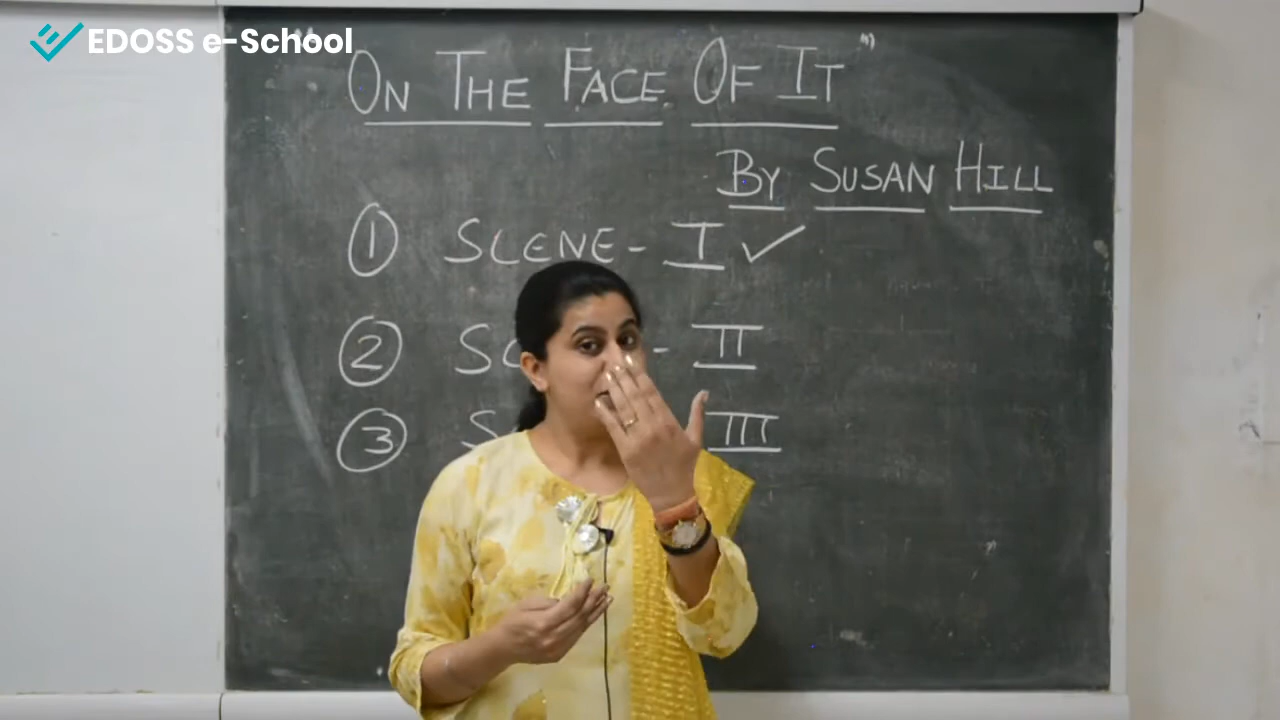 EDOSS e-School
ON THE FACE OF IT"
BY SUSAN HILL
1 SCENE - I ✓
2 SC - II
3 S III